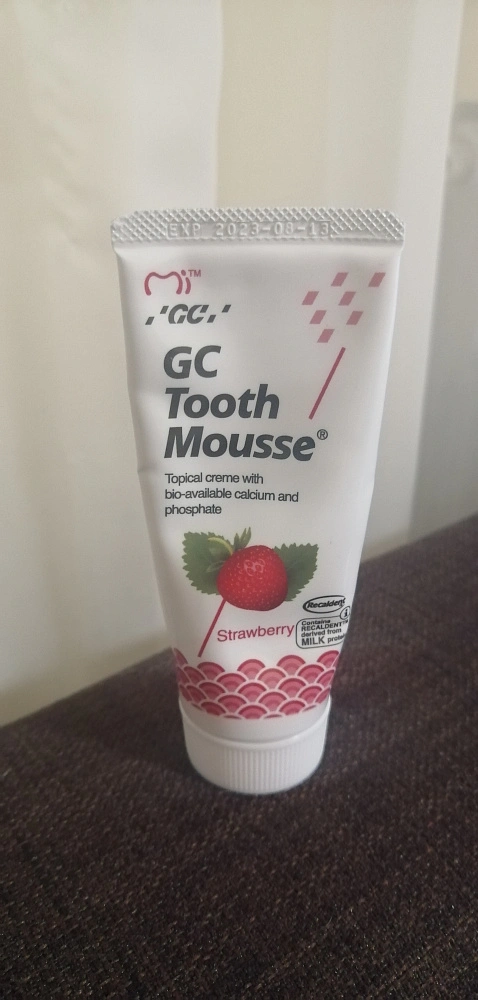 EXP 2023-08-13
Mi™
GC
GC
Tooth
Mousse®
Topical creme with
bio-available calcium and
phosphate
Recaldent
Strawberry
Contains
RECALDENT™
derived from
MILK